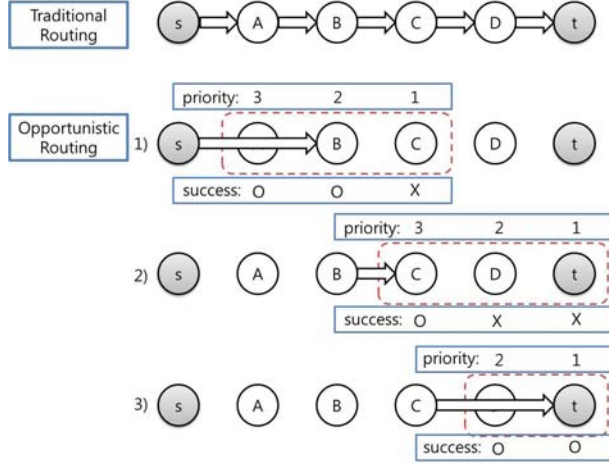 Traditional
Routing
s A B C D t
priority: 3 2 1
Opportunistic
Routing
1) s B C D t
success: O O X
priority: 3 2 1
2) s A B C D t
success: O X X
priority: 2 1
3) s A B C t
success: O O